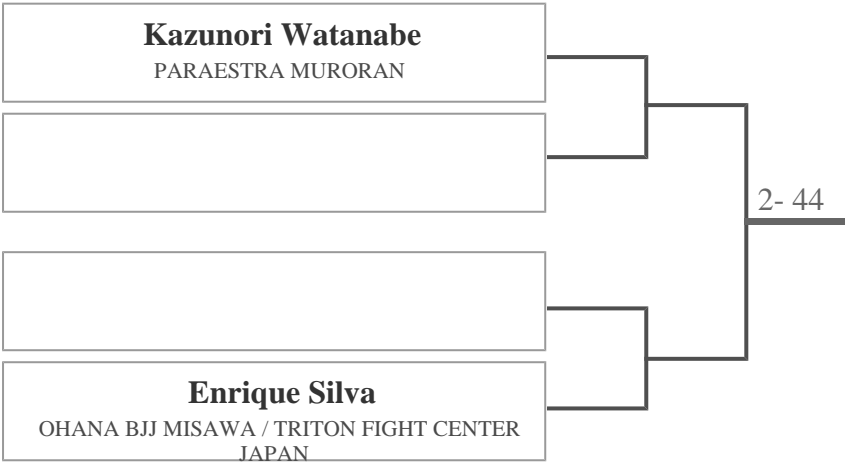 Kazunori Watanabe
PARAESTRA MURORAN
2- 44
Enrique Silva
OHANA BJJ MISAWA / TRITON FIGHT CENTER
JAPAN